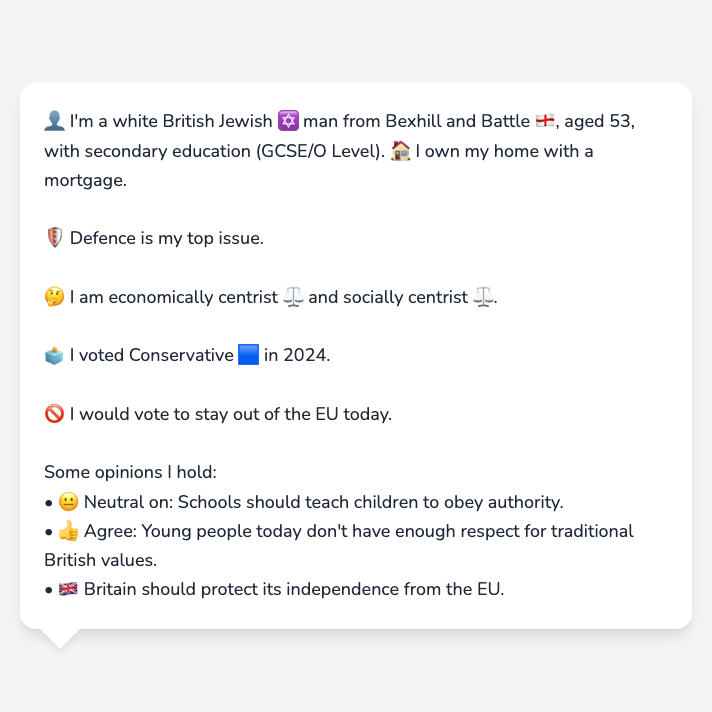 👤 I'm a white British Jewish 🔯 man from Bexhill and Battle 🏴󠁧󠁢󠁥󠁮󠁧󠁿, aged 53,
with secondary education (GCSE/O Level). 🏠 I own my home with a
mortgage.
🛡️ Defence is my top issue.
🤔 I am economically centrist ⚖️ and socially centrist ⚖️.
🗳️ I voted Conservative 🟦 in 2024.
🚫 I would vote to stay out of the EU today.
Some opinions I hold:
• 😐 Neutral on: Schools should teach children to obey authority.
• 👍 Agree: Young people today don't have enough respect for traditional
British values.
• 🇬🇧 Britain should protect its independence from the EU.